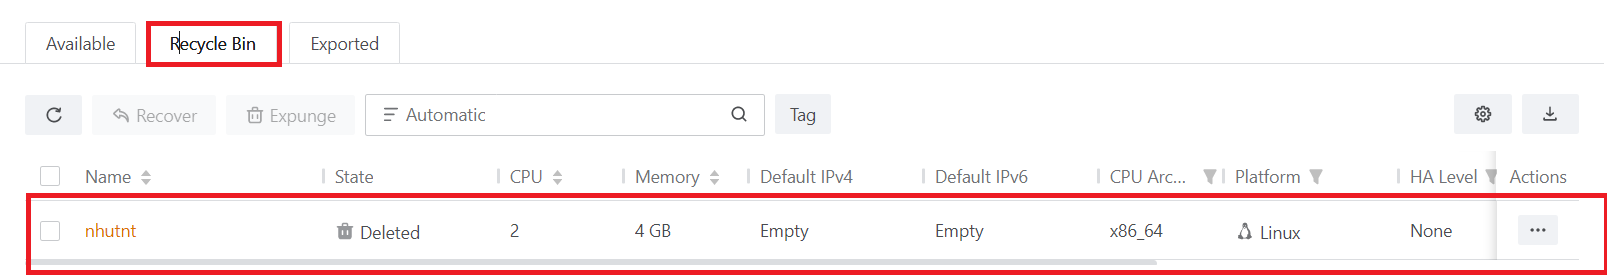 Available Recycle Bin Exported
Recover Expunge Automatic Tag
Name State CPU Memory Default IPv4 Default IPv6 CPU Arc... Platform HA Level Actions
nhutnt Deleted 2 4 GB Empty Empty x86_64 Linux None ...